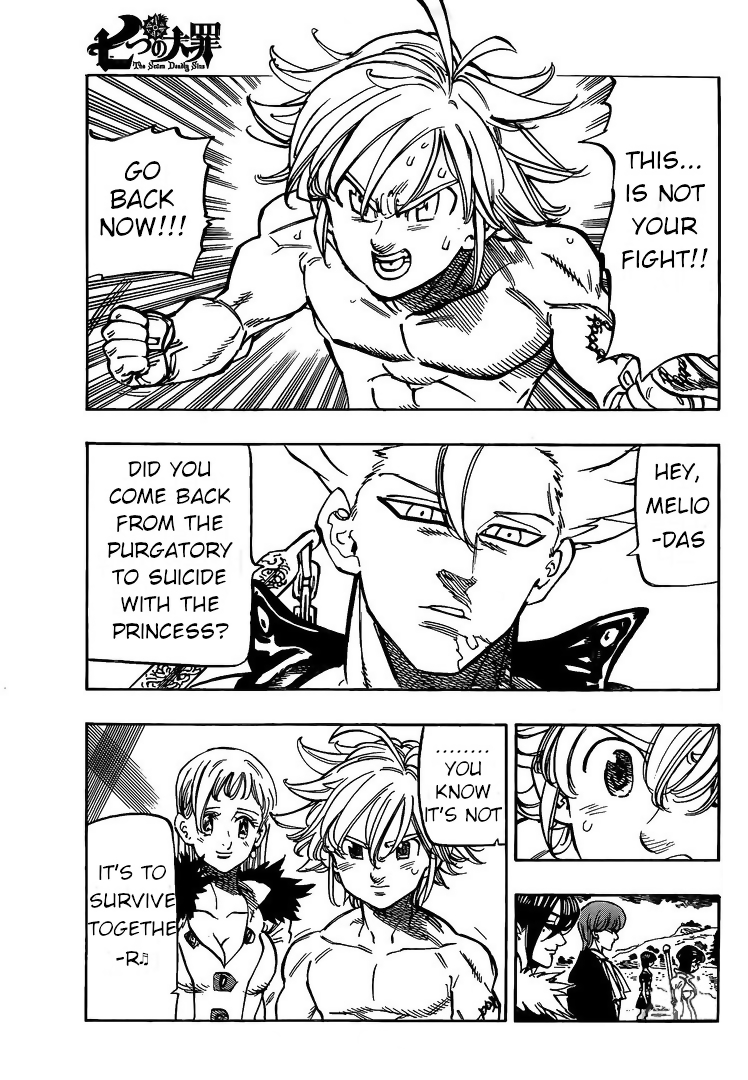 七つの大罪
The Seven Deadly Sins
THIS...
IS NOT
YOUR
FIGHT!!
GO
BACK
NOW!!!
HEY,
MELIO
-DAS
DID YOU
COME BACK
FROM THE
PURGATORY
TO SUICIDE
WITH THE
PRINCESS?
........
YOU
KNOW
IT'S NOT
IT'S TO
SURVIVE
TOGETHE
-R♫